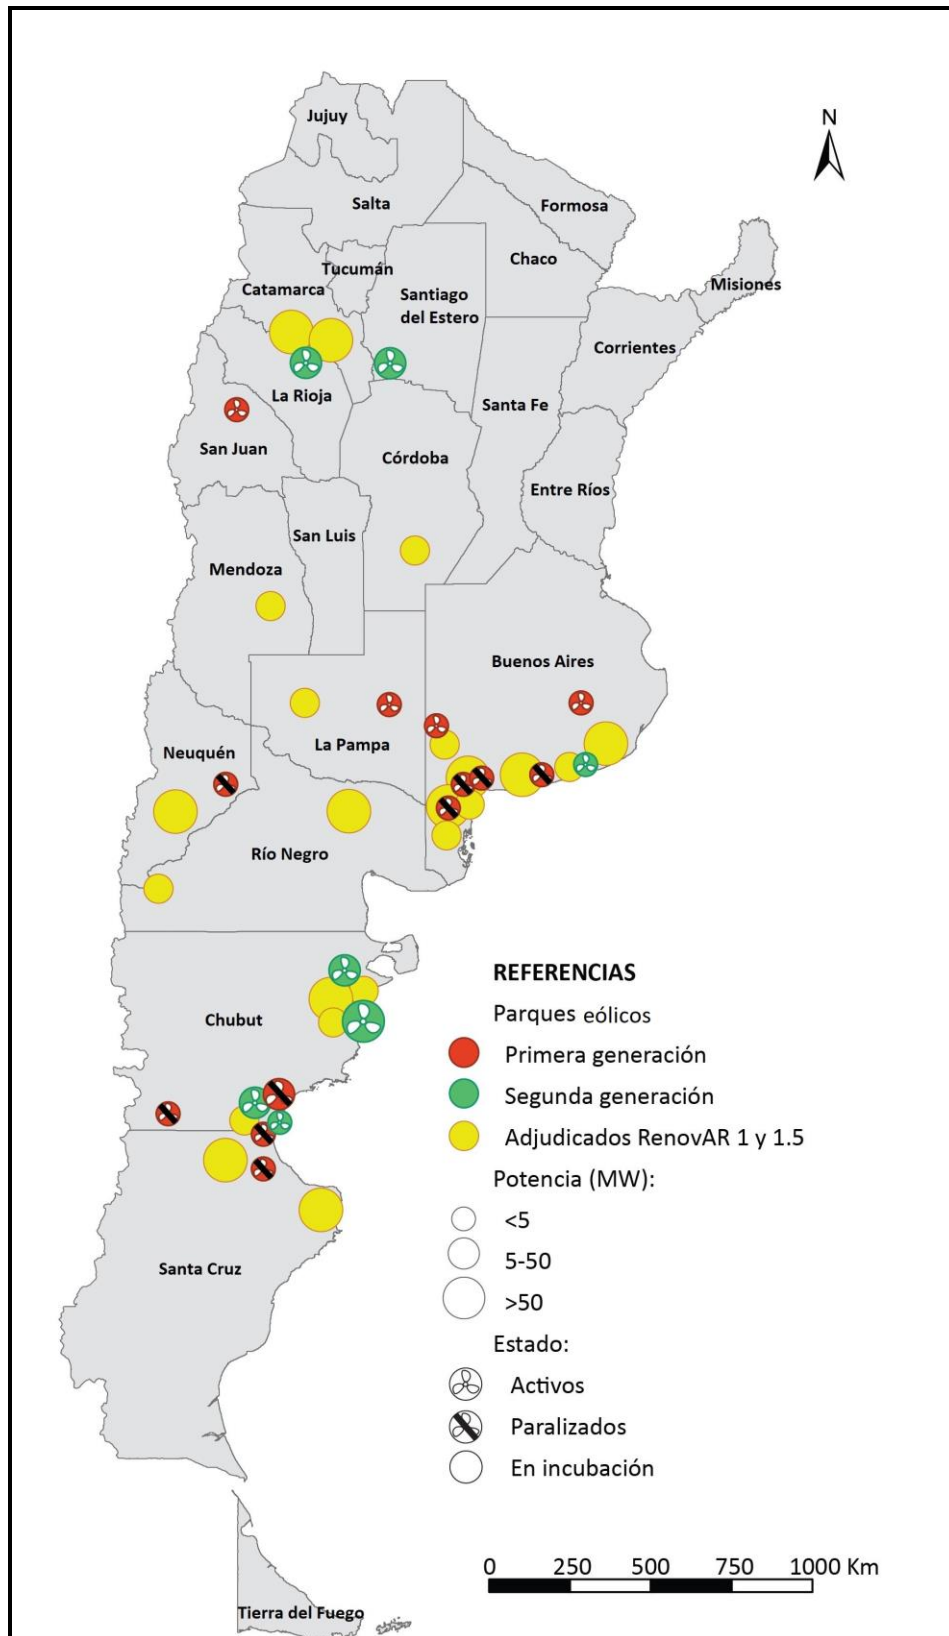 N
Jujuy
Salta
Formosa
Chaco
Tucumán
Misiones
Catamarca
Santiago
del Estero
Corrientes
La Rioja
Santa Fe
San Juan
Córdoba
Entre Ríos
San Luis
Mendoza
Buenos Aires
La Pampa
Neuquén
Río Negro
Chubut
Santa Cruz
Tierra del Fuego
REFERENCIAS
Parques eólicos
Primera generación
Segunda generación
Adjudicados RenovAR 1 y 1.5
Potencia (MW):
<5
5-50
>50
Estado:
Activos
Paralizados
En incubación
0 250 500 750 1000 Km